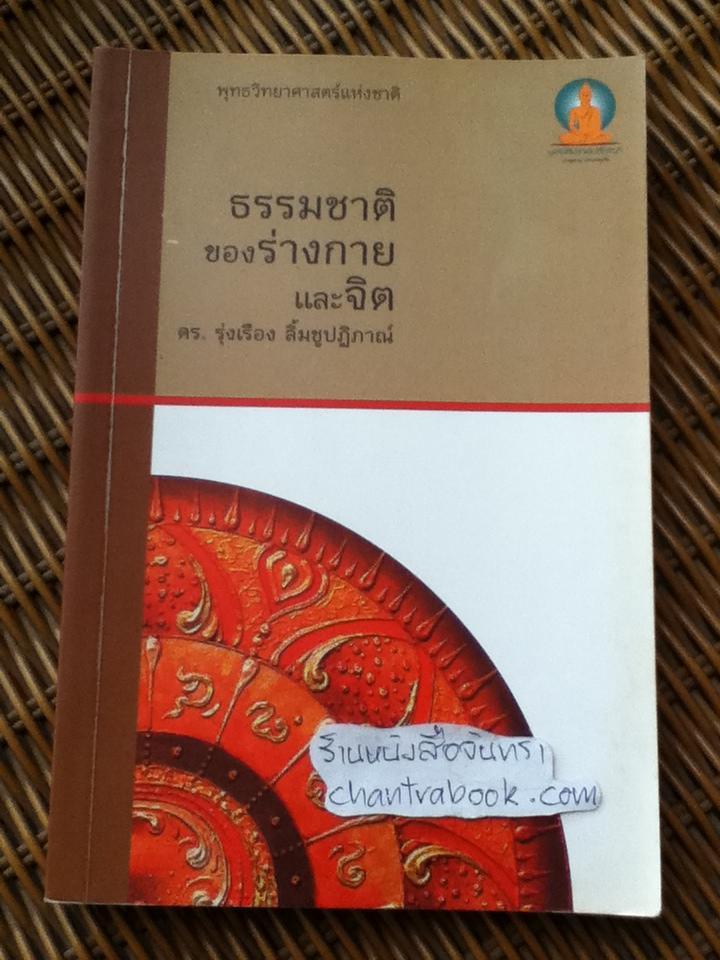 พุทธวิทยาศาสตร์แห่งชาติ
ธรรมชาติ
ของร่างกาย
และจิต
ดร. รุ่งเรือง ลิ้มชูปฏิภาณ์
ร้านหนังสือจันทรา
chantrabook.com